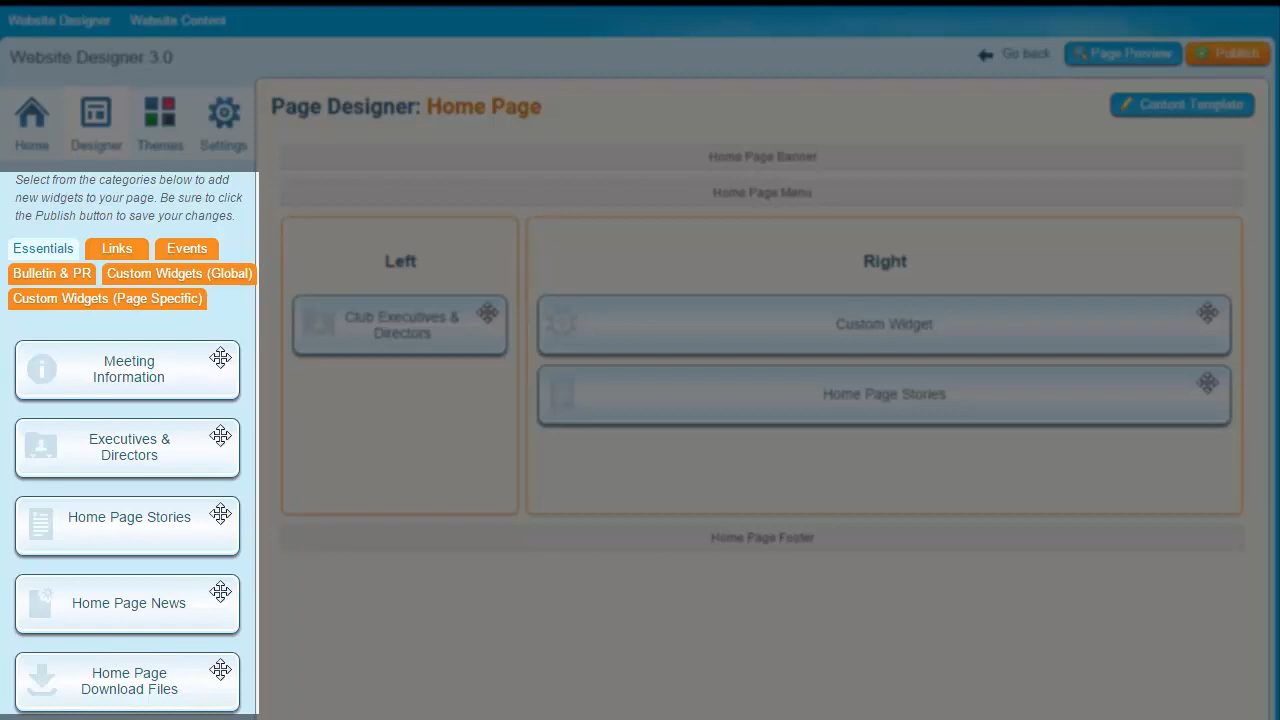 Website Designer Website Content
Website Designer 3.0
Go back Page Preview Publish
Home Designer Themes Settings
Page Designer: Home Page
Content Template
Select from the categories below to add
new widgets to your page. Be sure to click
the Publish button to save your changes.
Essentials Links Events
Bulletin & PR Custom Widgets (Global)
Custom Widgets (Page Specific)
Meeting
Information
Executives &
Directors
Home Page Stories
Home Page News
Home Page
Download Files
Home Page Banner
Home Page Menu
Left
Club Executives &
Directors
Right
Custom Widget
Home Page Stories
Home Page Footer